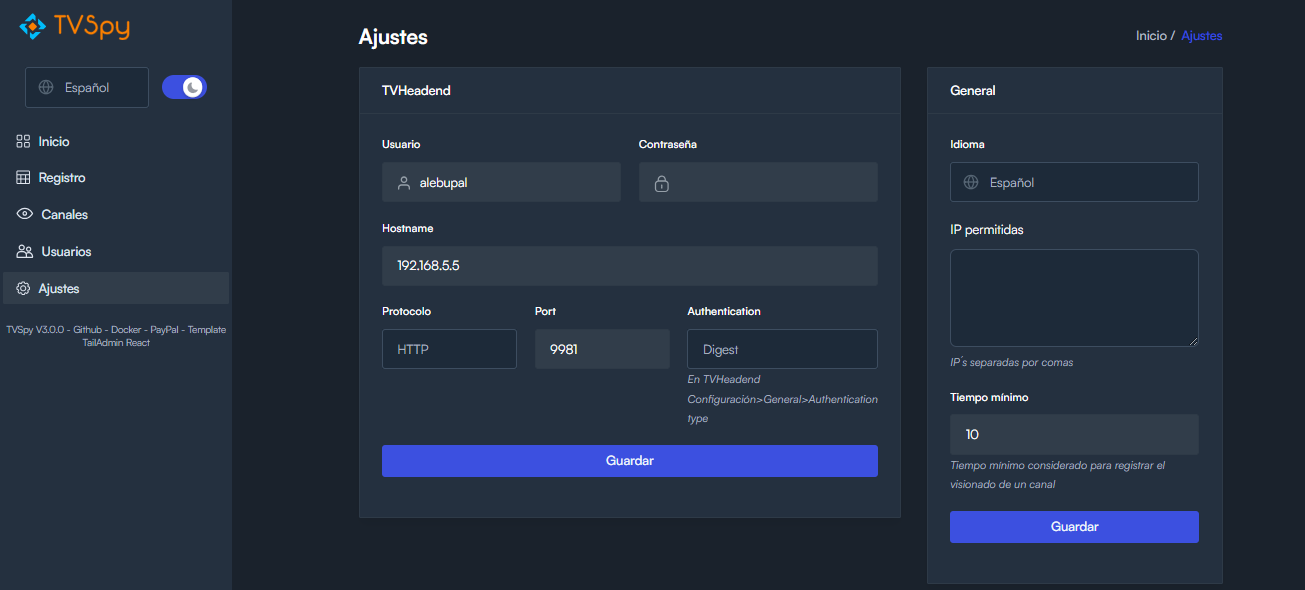 TVSpy
Español
Inicio
Registro
Canales
Usuarios
Ajustes
TVSpy V3.0.0 - Github - Docker - PayPal - Template
TailAdmin React
Ajustes
Inicio / Ajustes
TVHeadend
Usuario
Contraseña
alebupal
Hostname
192.168.5.5
Protocolo
Port
Authentication
HTTP
9981
Digest
En TVHeadend
Configuración>General>Authentication
type
Guardar
General
Idioma
Español
IP permitidas
IP´s separadas por comas
Tiempo mínimo
10
Tiempo mínimo considerado para registrar el
visionado de un canal
Guardar